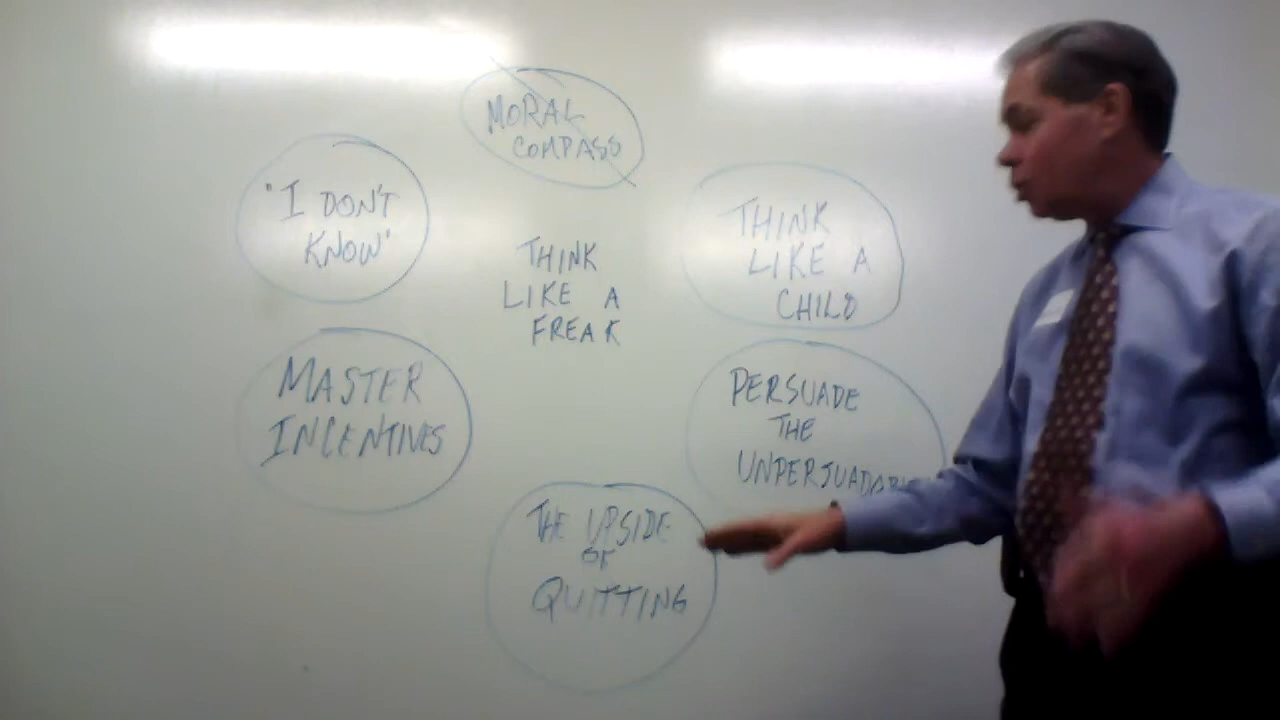 MORAL
COMPASS
"I DON'T
KNOW"
THINK
LIKE A
CHILD
THINK
LIKE A
FREAK
MASTER
INCENTIVES
PERSUADE
THE
THE UPSIDE
OF
QUITTING